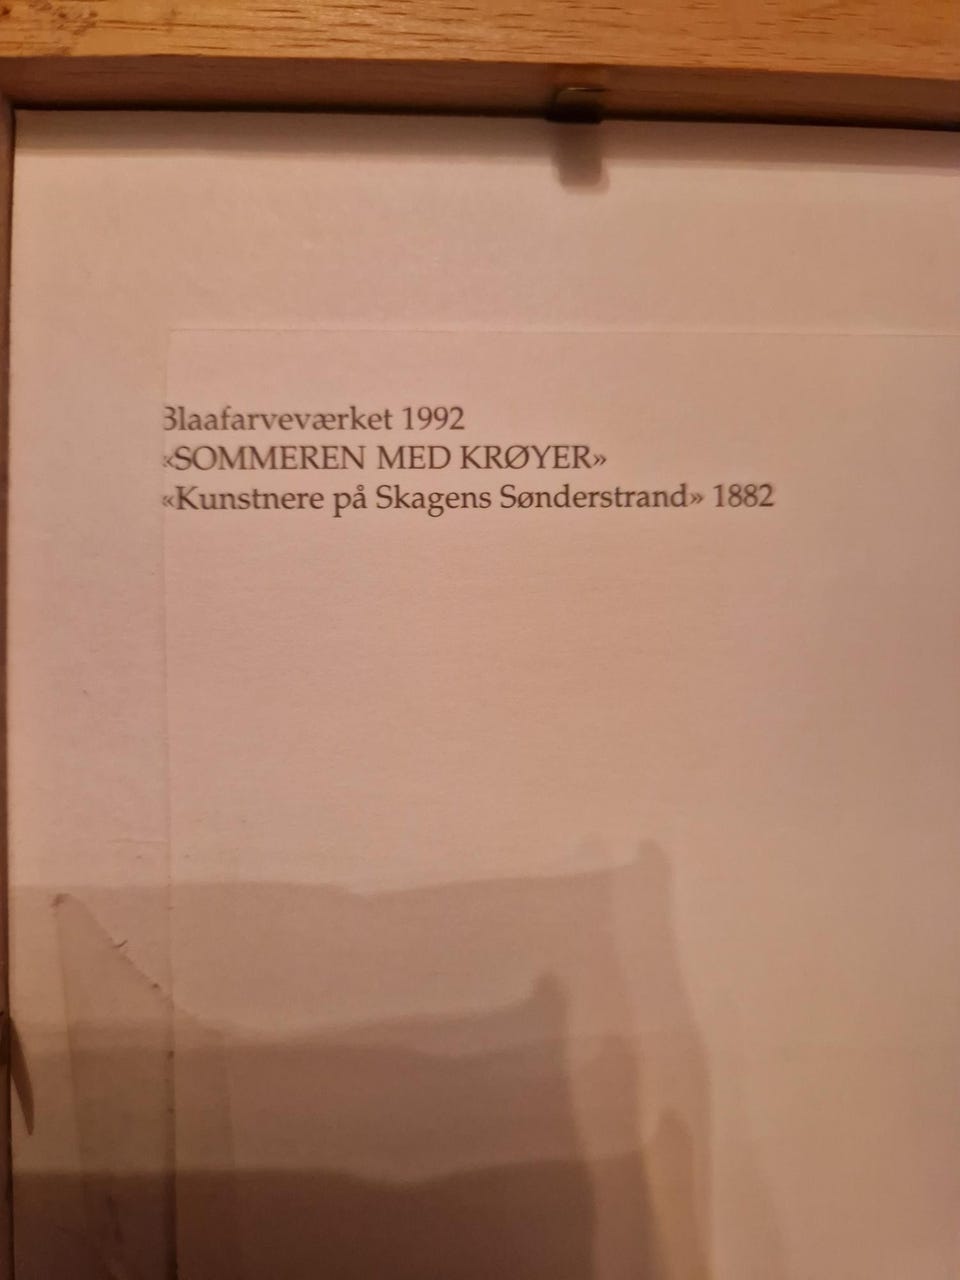 Blaafarveværket 1992
«SOMMEREN MED KRØYER»
«Kunstnere på Skagens Sønderstrand» 1882